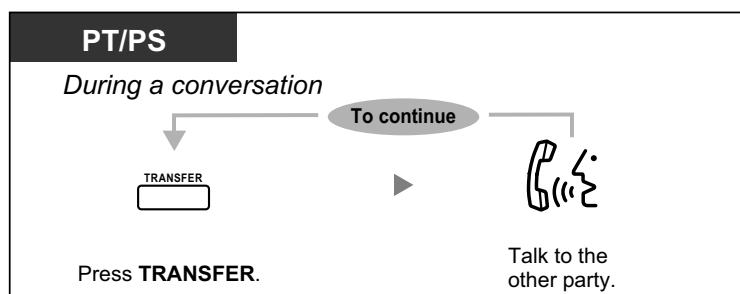 PT/PS
During a conversation
To continue
TRANSFER
Press TRANSFER.
Talk to the
other party.